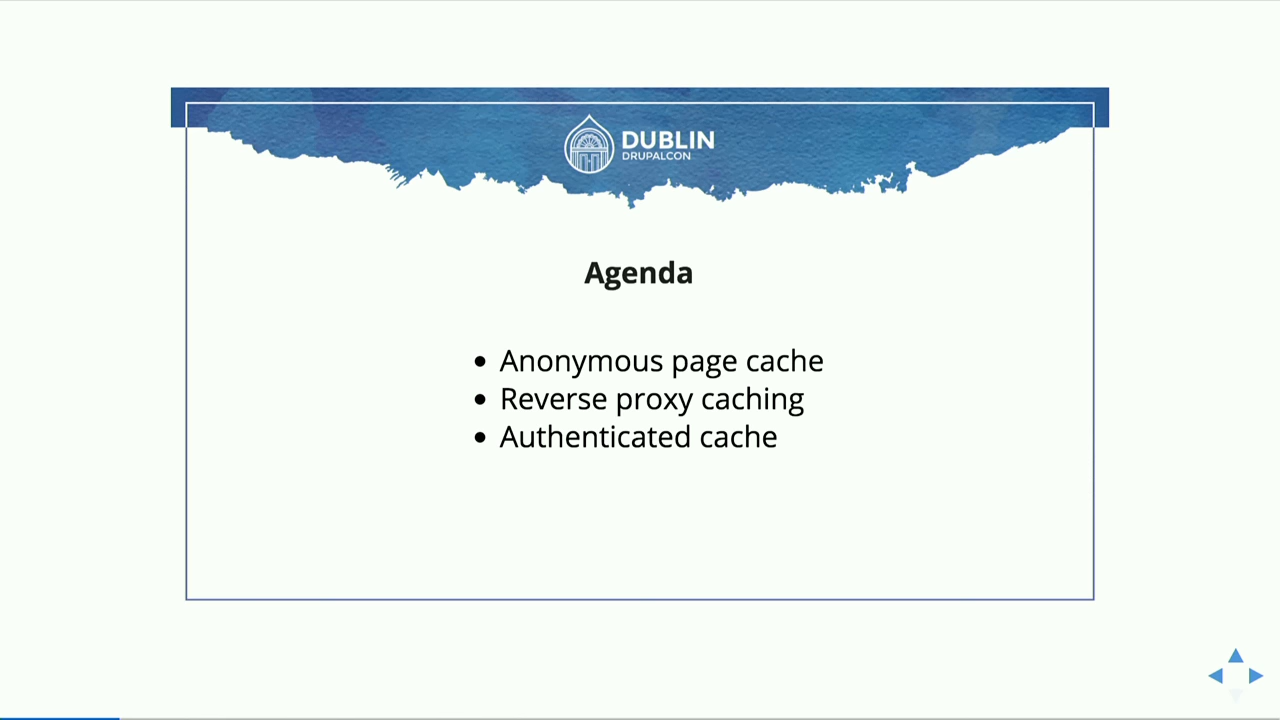 DUBLIN
DRUPALCON
Agenda
• Anonymous page cache
• Reverse proxy caching
• Authenticated cache